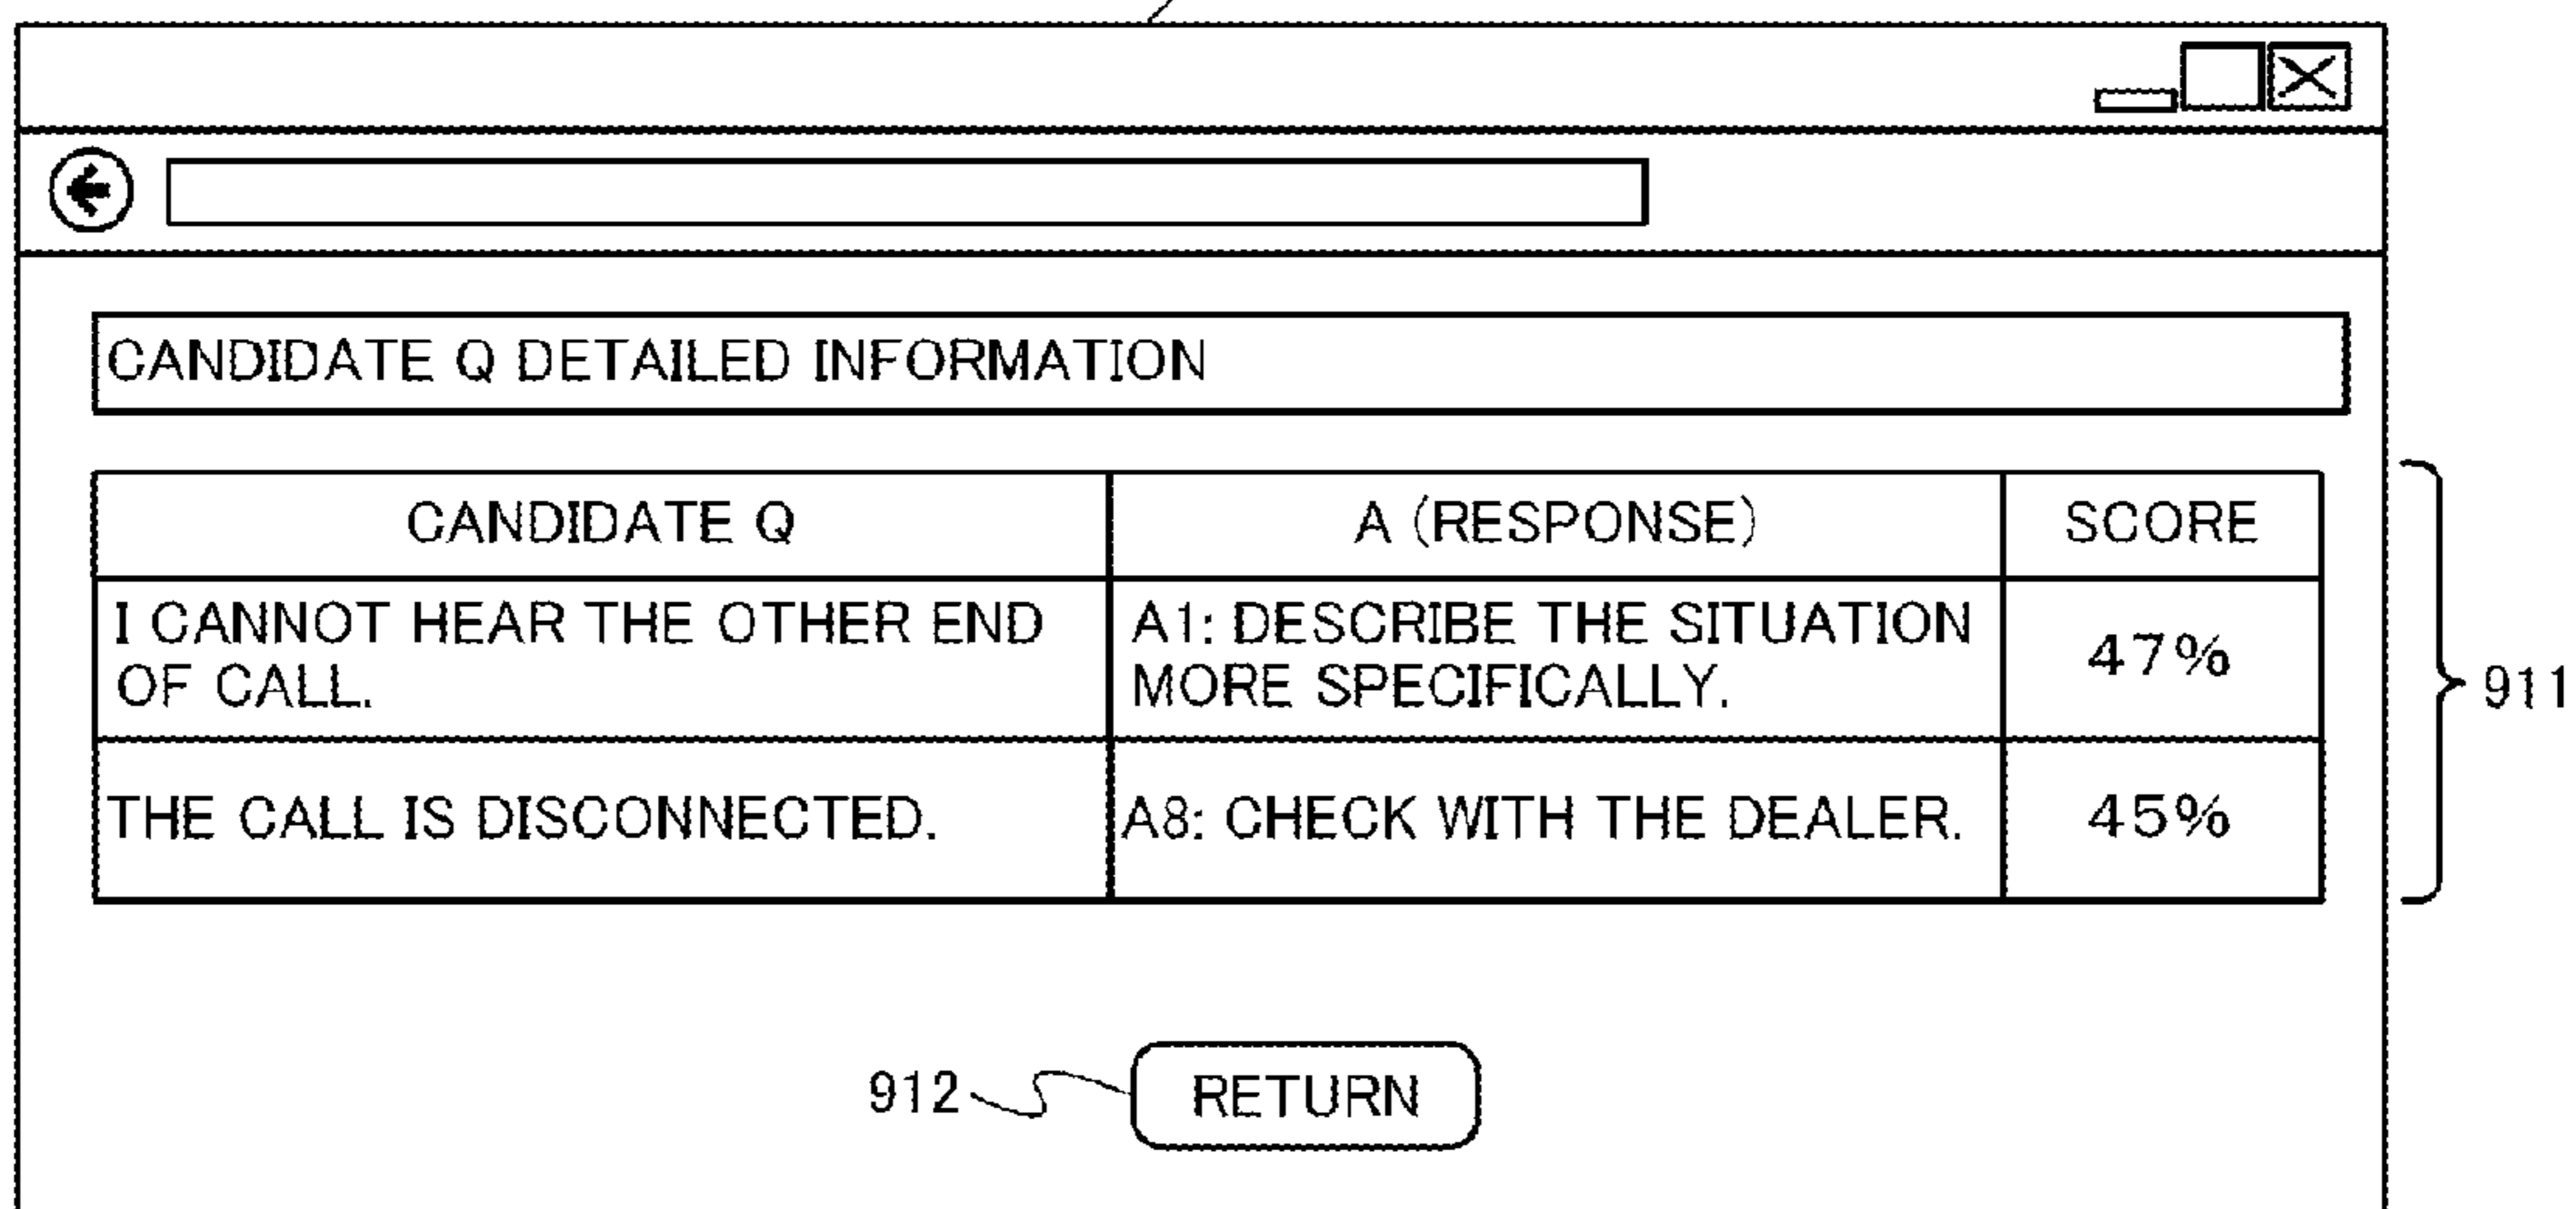 CANDIDATE Q DETAILED INFORMATION
CANDIDATE Q
A (RESPONSE)
SCORE
I CANNOT HEAR THE OTHER END
OF CALL.
A1: DESCRIBE THE SITUATION
MORE SPECIFICALLY.
47%
THE CALL IS DISCONNECTED.
A8: CHECK WITH THE DEALER.
45%
911
912
RETURN